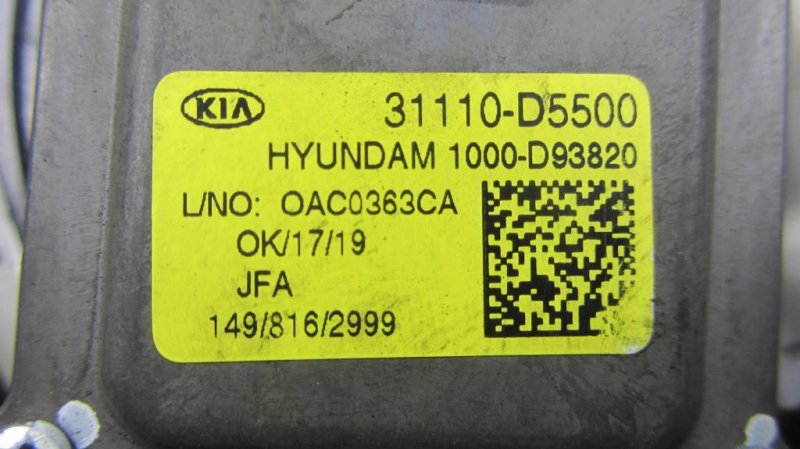 KIA 31110-D5500
HYUNDAM 1000-D93820
L/NO: OAC0363CA
OK/17/19
JFA
149/816/2999